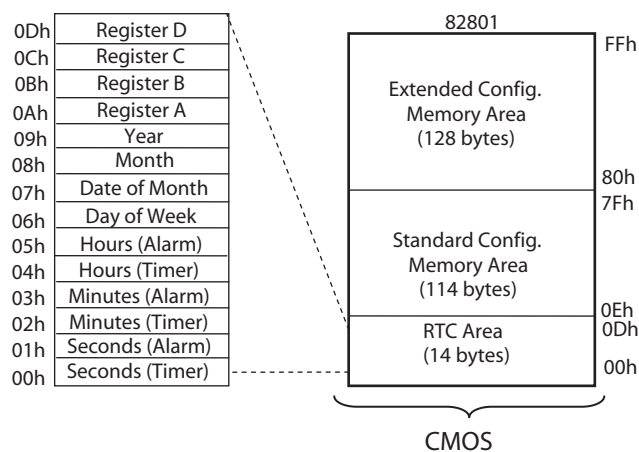 0Dh Register D
0Ch Register C
0Bh Register B
0Ah Register A
09h Year
08h Month
07h Date of Month
06h Day of Week
05h Hours (Alarm)
04h Hours (Timer)
03h Minutes (Alarm)
02h Minutes (Timer)
01h Seconds (Alarm)
00h Seconds (Timer)
82801
FFh
Extended Config.
Memory Area
(128 bytes)
80h
7Fh
Standard Config.
Memory Area
(114 bytes)
0Eh
0Dh
RTC Area
(14 bytes)
00h
CMOS